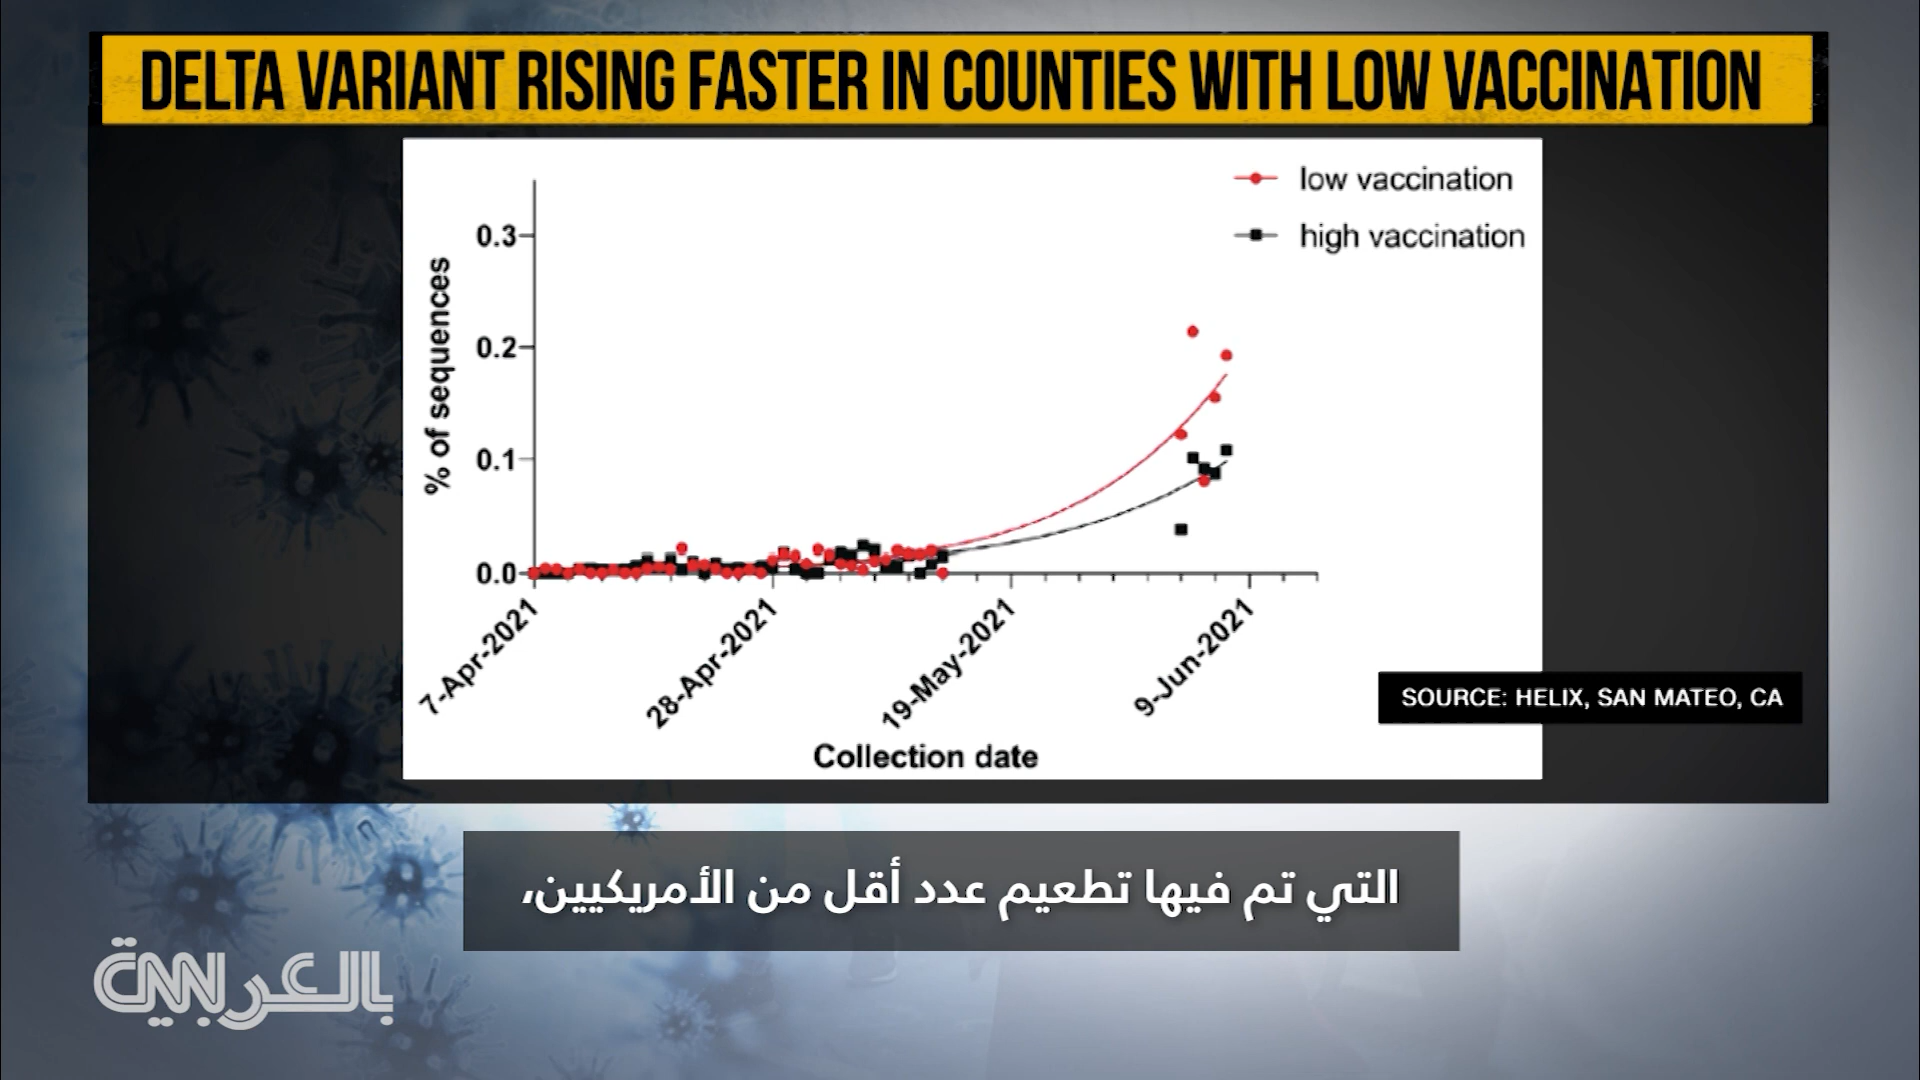 DELTA VARIANT RISING FASTER IN COUNTIES WITH LOW VACCINATION
low vaccination
high vaccination
% of sequences
0.3
0.2
0.1
0.0
7-Apr-2021
28-Apr-2021
19-May-2021
9-Jun-2021
Collection date
SOURCE: HELIX, SAN MATEO, CA
التي تم فيها تطعيم عدد أقل من الأمريكيين،
CNN بالعربية